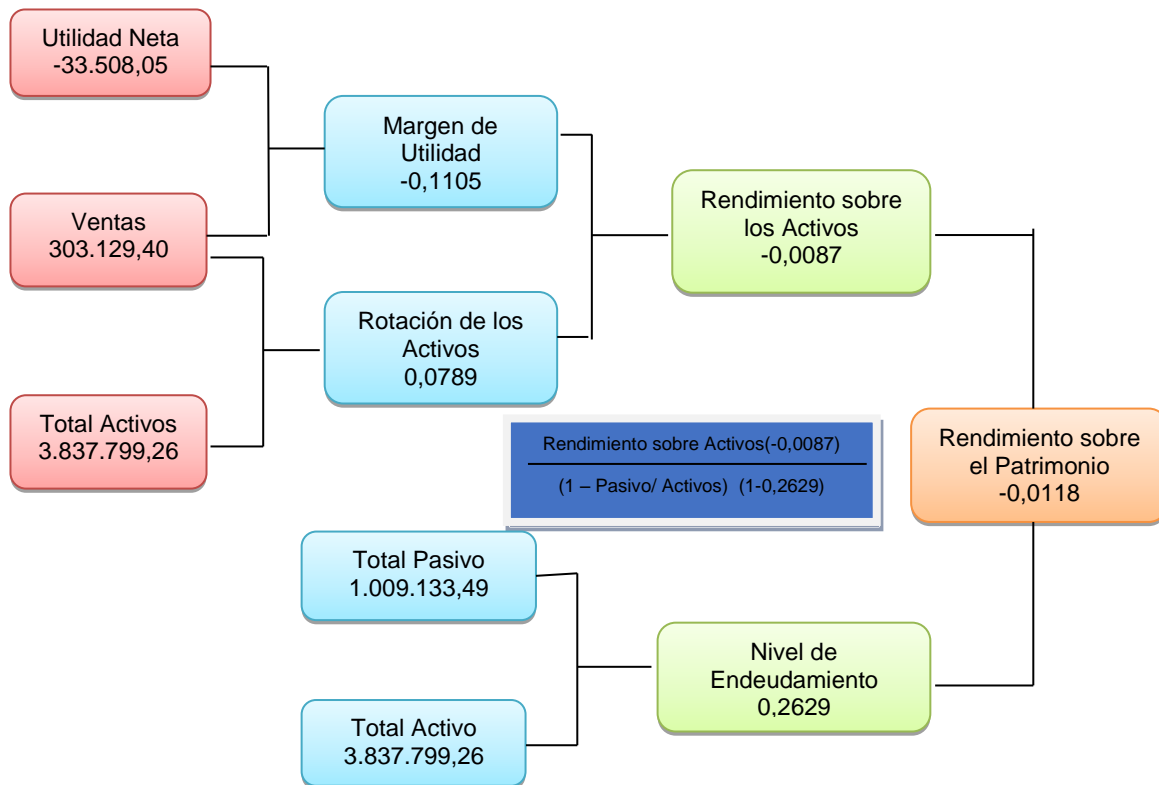 Utilidad Neta
-33.508,05
Ventas
303.129,40
Total Activos
3.837.799,26
Margen de
Utilidad
-0,1105
Rotación de los
Activos
0,0789
Rendimiento sobre
los Activos
-0,0087
Rendimiento sobre Activos(-0,0087)
(1 – Pasivo/ Activos)  (1-0,2629)
Rendimiento sobre
el Patrimonio
-0,0118
Total Pasivo
1.009.133,49
Total Activo
3.837.799,26
Nivel de
Endeudamiento
0,2629